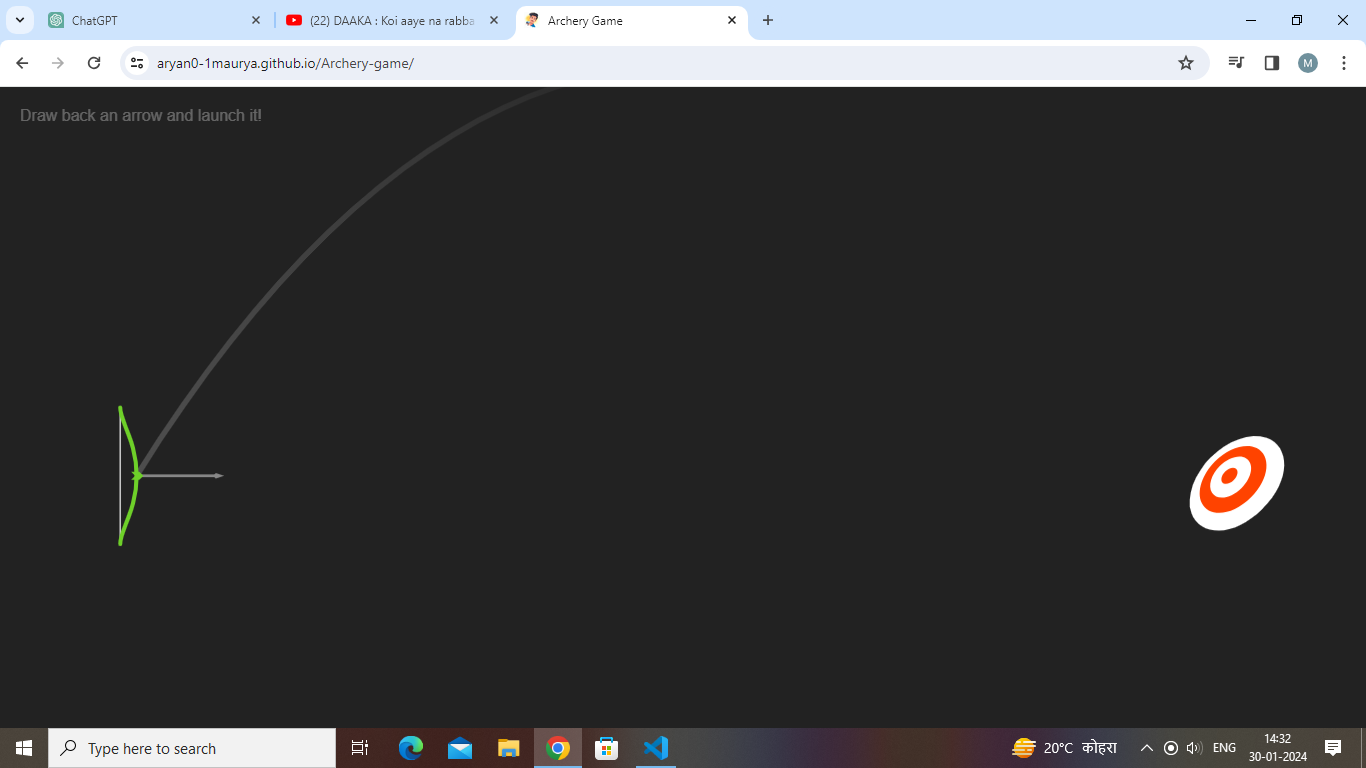 ChatGPT
(22) DAAKA : Koi aaye na rabba
Archery Game
aryan0-1maurya.github.io/Archery-game/
M
Draw back an arrow and launch it!
Type here to search
20°C कोहरा
ENG
14:32
30-01-2024